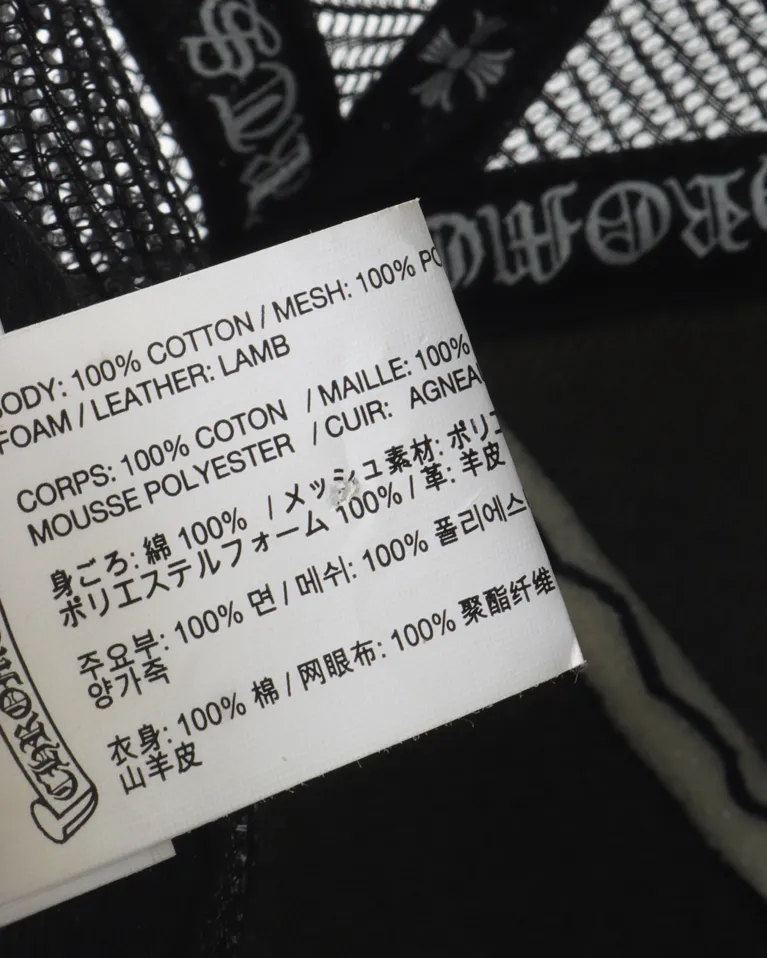 BODY: 100% COTTON / MESH: 100% PO
FOAM / LEATHER: LAMB
CORPS: 100% COTON / MAILLE: 100%
MOUSSE POLYESTER / CUIR: AGNEAU
身ごろ: 綿 100% / メッシュ素材: ポリエ
ポリエステルフォーム 100% / 革: 羊皮
주요부: 100% 면 / 메쉬: 100% 폴리에스
양가죽
衣身: 100% 棉 / 网眼布: 100% 聚酯纤维
山羊皮